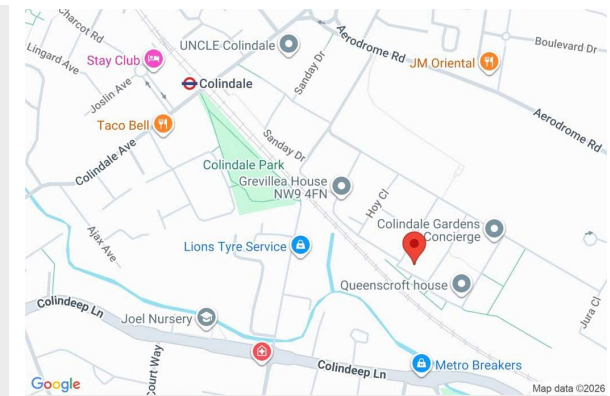 Charcot Rd
Lingard Ave
Stay Club
UNCLE Colindale
Aerodrome Rd
Boulevard Dr
JM Oriental
Joslin Ave
Colindale
Sanday Dr
Taco Bell
Aerodrome Rd
Sanday Dr
Colindale Ave
Colindale Park
Grevillea House
NW9 4FN
Hoy Cl
Colindale Gardens
Concierge
Ajax Ave
Lions Tyre Service
Queenscroft house
Jura Cl
Colindeep Ln
Joel Nursery
Court Way
Colindeep Ln
Metro Breakers
Google
Map data ©2026